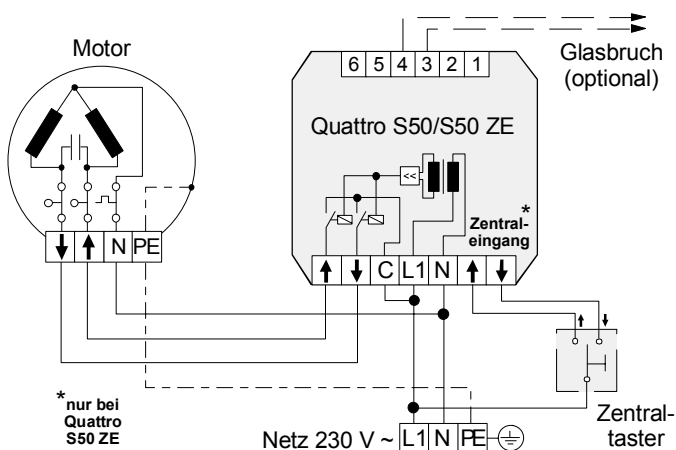 Motor
Glasbruch
(optional)
6 5 4 3 2 1
Quattro S50/S50 ZE
<<
*
Zentral-
eingang
N PE
C L1 N
*nur bei
Quattro
S50 ZE
Netz 230 V ~ L1 N PE
Zentral-
taster